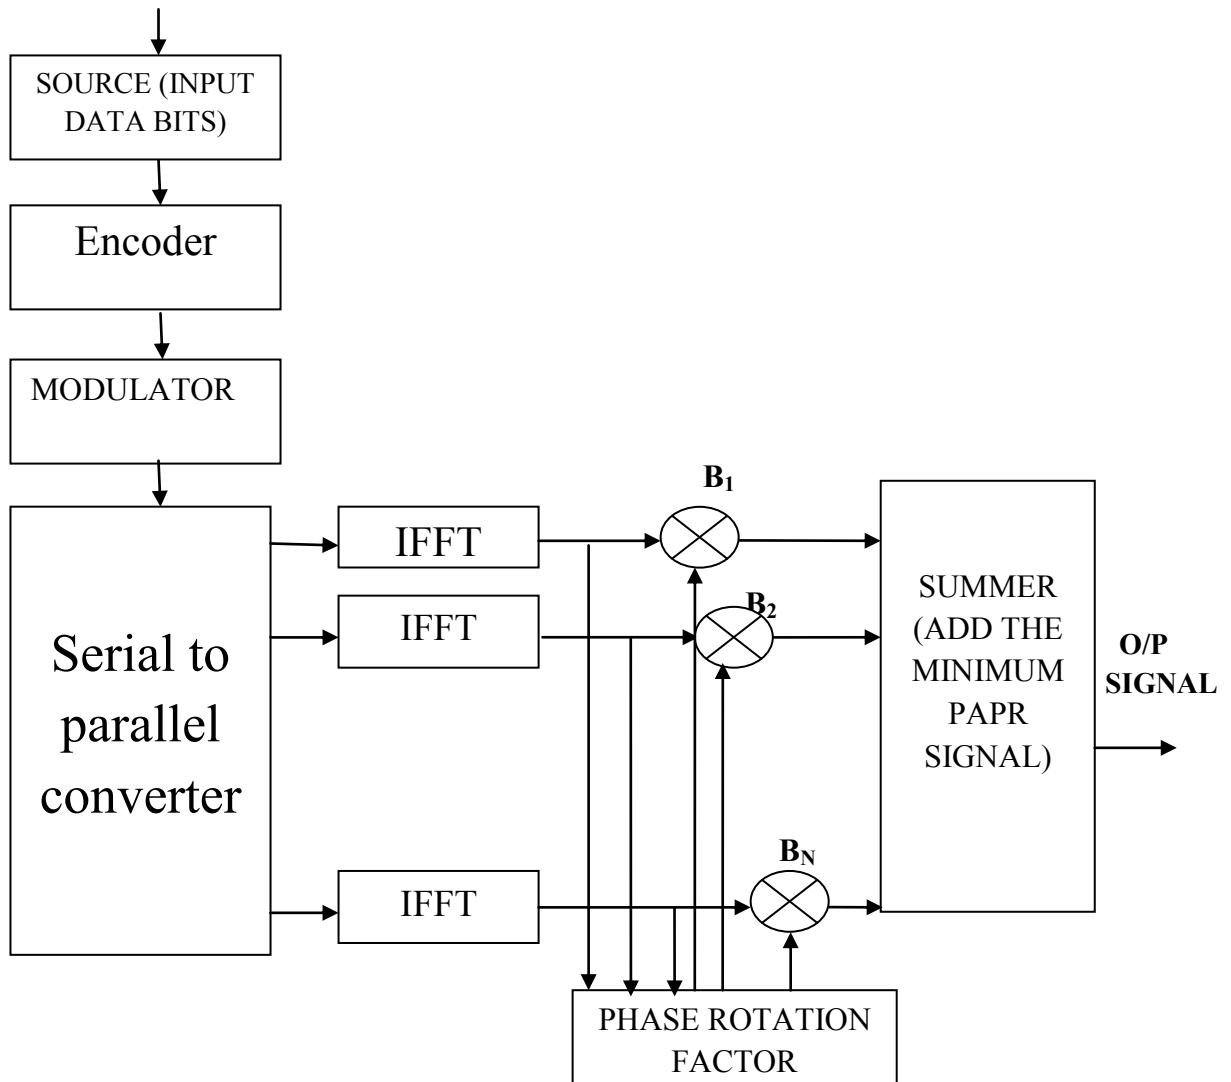 SOURCE (INPUT
DATA BITS)
Encoder
MODULATOR
Serial to
parallel
converter
IFFT
IFFT
IFFT
B₁
B₂
Bₙ
SUMMER
(ADD THE
MINIMUM
PAPR
SIGNAL)
O/P
SIGNAL
PHASE ROTATION
FACTOR